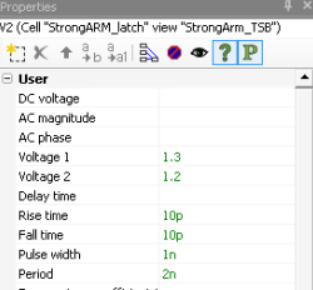 Properties
V2 (Cell "StrongARM_latch" view "StrongArm_TSB")
a b a a1 ? P
User
DC voltage
AC magnitude
AC phase
Voltage 1 1.3
Voltage 2 1.2
Delay time
Rise time 10p
Fall time 10p
Pulse width 1n
Period 2n